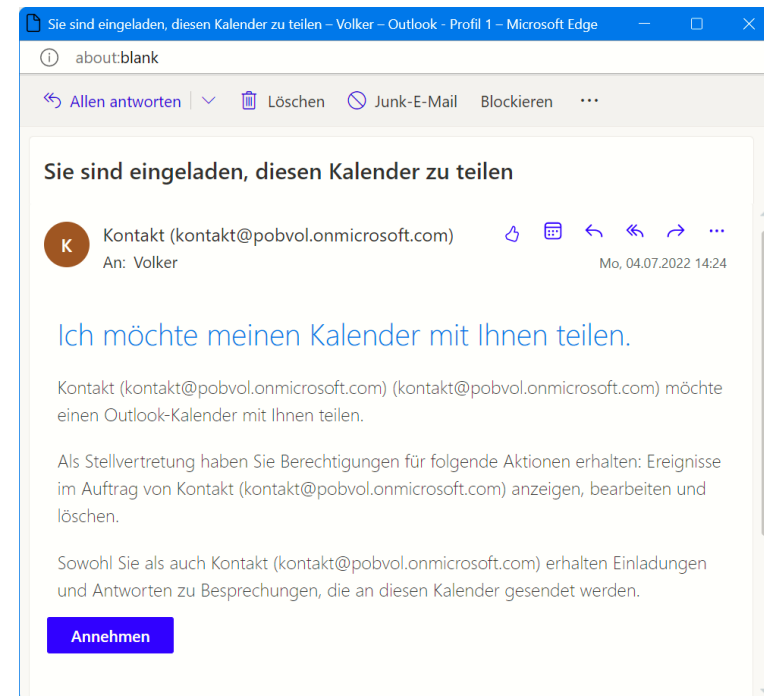 Sie sind eingeladen, diesen Kalender zu teilen – Volker – Outlook - Profil 1 – Microsoft Edge
about:blank
Allen antworten Löschen Junk-E-Mail Blockieren ...
Sie sind eingeladen, diesen Kalender zu teilen
K
Kontakt (kontakt@pobvol.onmicrosoft.com)
An: Volker
Mo, 04.07.2022 14:24
Ich möchte meinen Kalender mit Ihnen teilen.
Kontakt (kontakt@pobvol.onmicrosoft.com) (kontakt@pobvol.onmicrosoft.com) möchte
einen Outlook-Kalender mit Ihnen teilen.
Als Stellvertretung haben Sie Berechtigungen für folgende Aktionen erhalten: Ereignisse
im Auftrag von Kontakt (kontakt@pobvol.onmicrosoft.com) anzeigen, bearbeiten und
löschen.
Sowohl Sie als auch Kontakt (kontakt@pobvol.onmicrosoft.com) erhalten Einladungen
und Antworten zu Besprechungen, die an diesen Kalender gesendet werden.
Annehmen